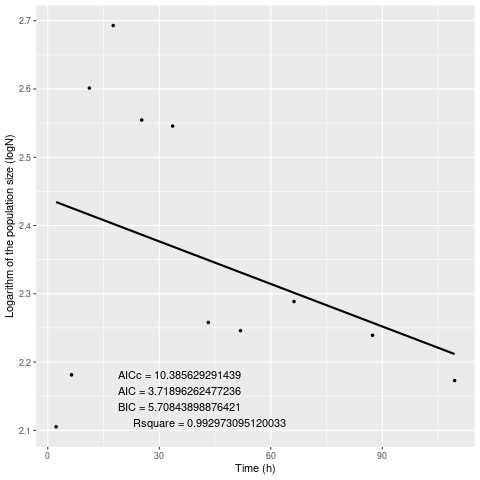 2.7
2.6
2.5
2.4
2.3
2.2
2.1
Logarithm of the population size (logN)
AICc = 10.385629291439
AIC = 3.71896262477236
BIC = 5.70843898876421
Rsquare = 0.992973095120033
0 30 60 90
Time (h)